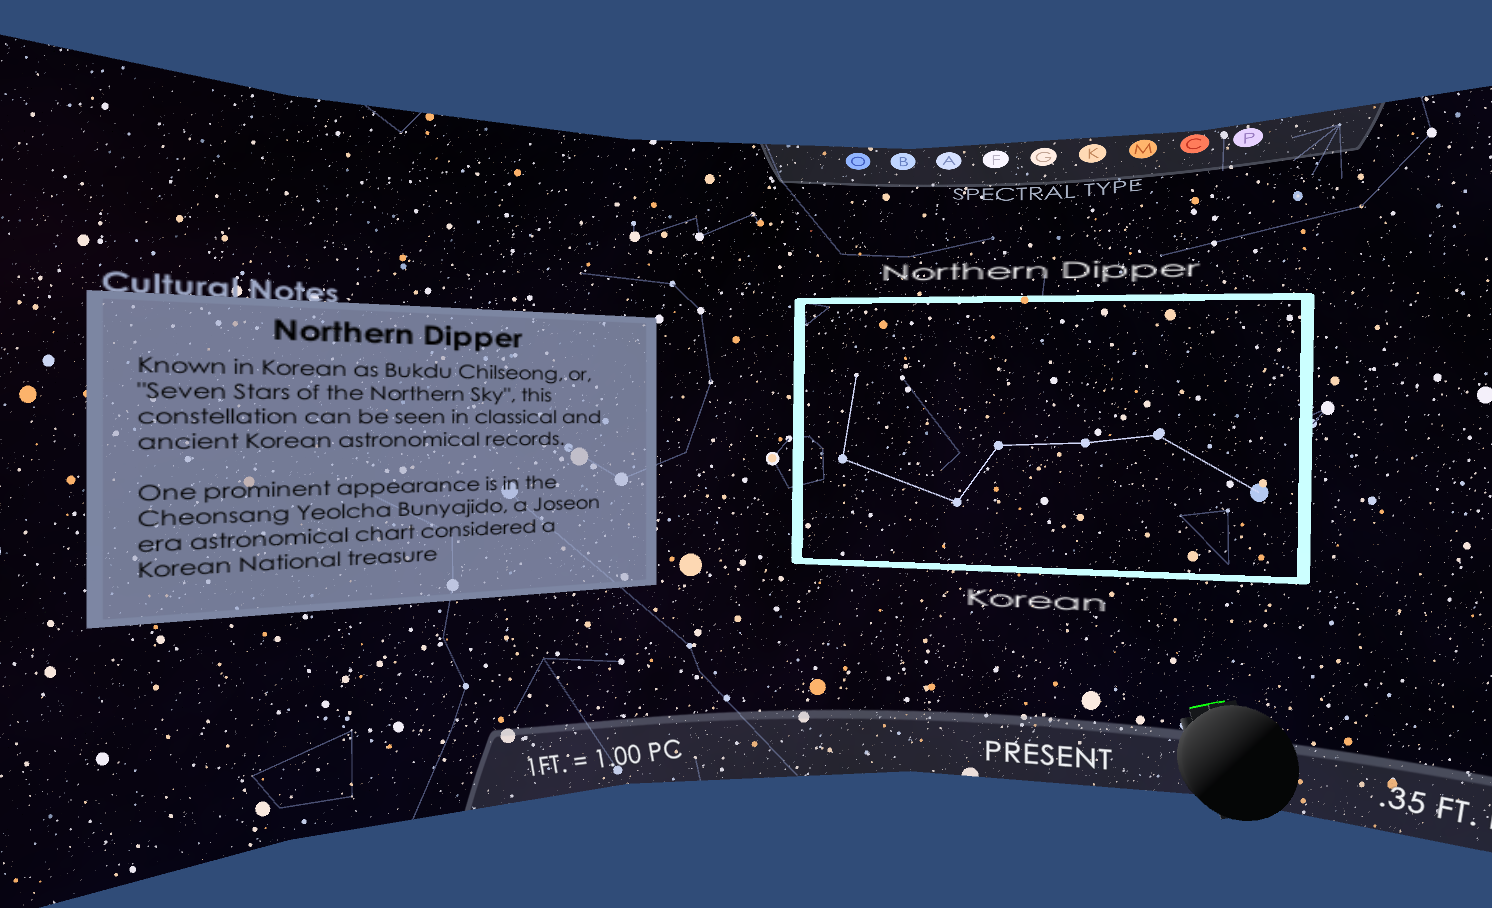 O B A F G K M C P
SPECTRAL TYPE
Northern Dipper
Cultural Notes
Northern Dipper
Known in Korean as Bukdu Chilseong, or,
"Seven Stars of the Northern Sky", this
constellation can be seen in classical and
ancient Korean astronomical records.
One prominent appearance is in the
Cheonsang Yeolcha Bunyajido, a Joseon
era astronomical chart considered a
Korean National treasure
Korean
1 FT. = 1.00 PC
PRESENT
.35 FT.